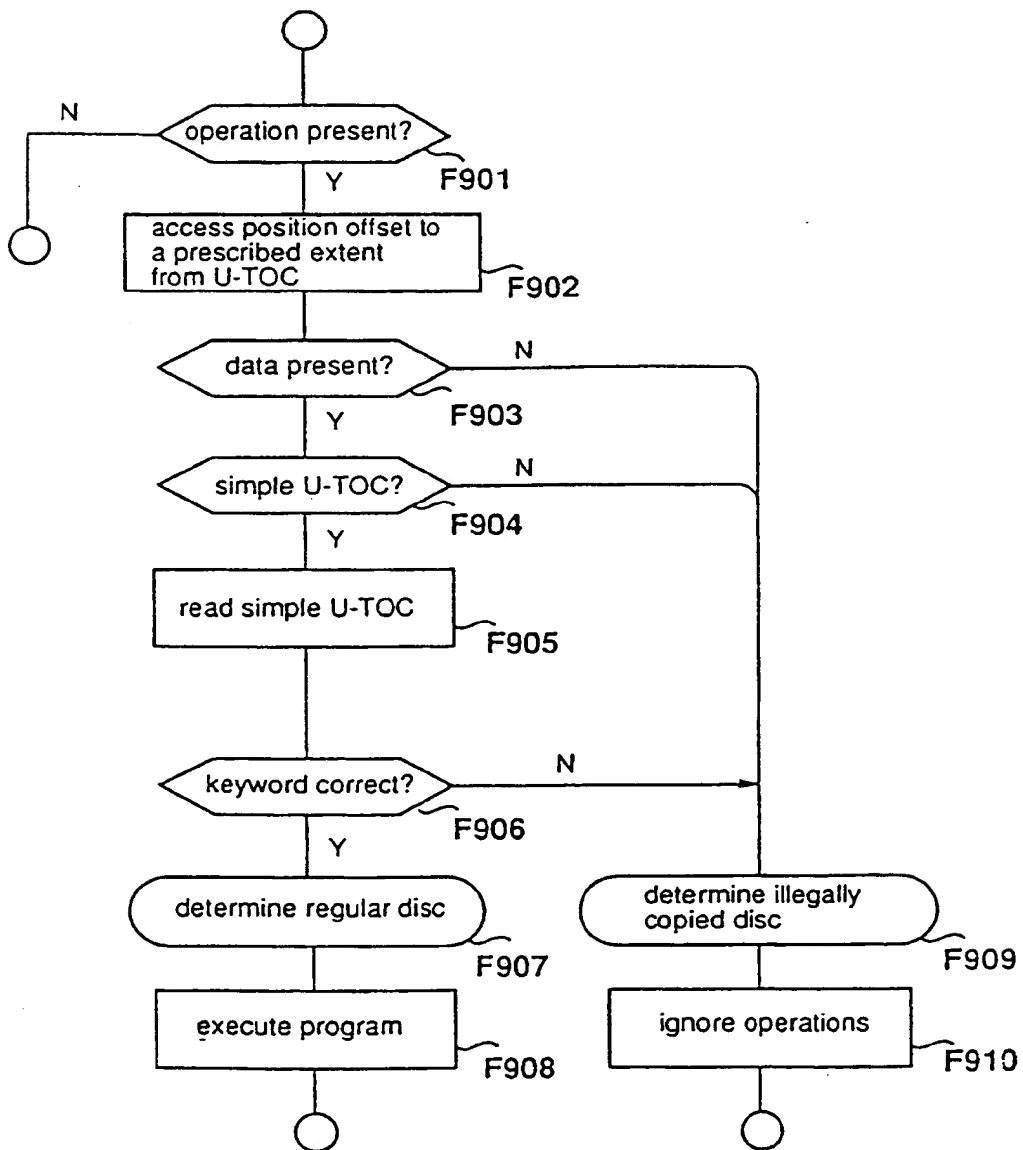 N
operation present?
F901
Y
access position offset to
a prescribed extent
from U-TOC
F902
data present?
N
F903
Y
simple U-TOC?
N
F904
Y
read simple U-TOC
F905
keyword correct?
N
F906
Y
determine regular disc
F907
determine illegally
copied disc
F909
execute program
F908
ignore operations
F910